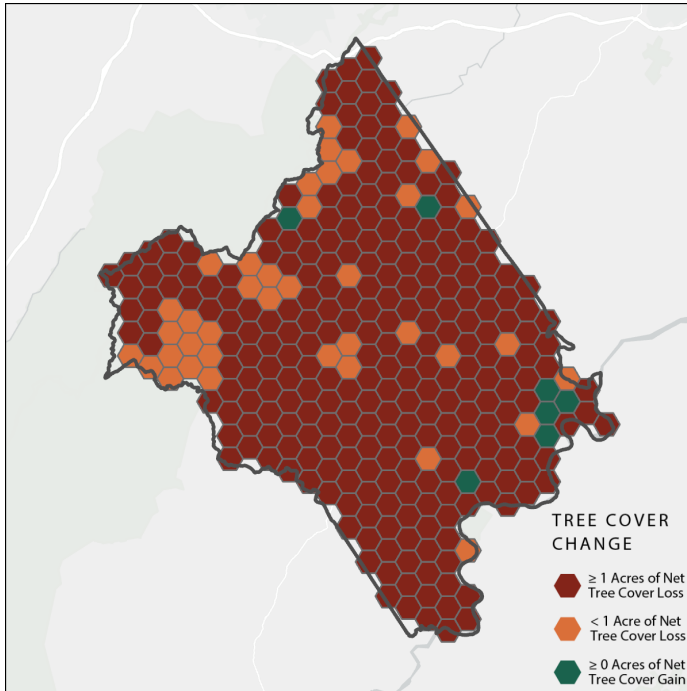 TREE COVER
CHANGE
≥ 1 Acres of Net
Tree Cover Loss
< 1 Acre of Net
Tree Cover Loss
≥ 0 Acres of Net
Tree Cover Gain